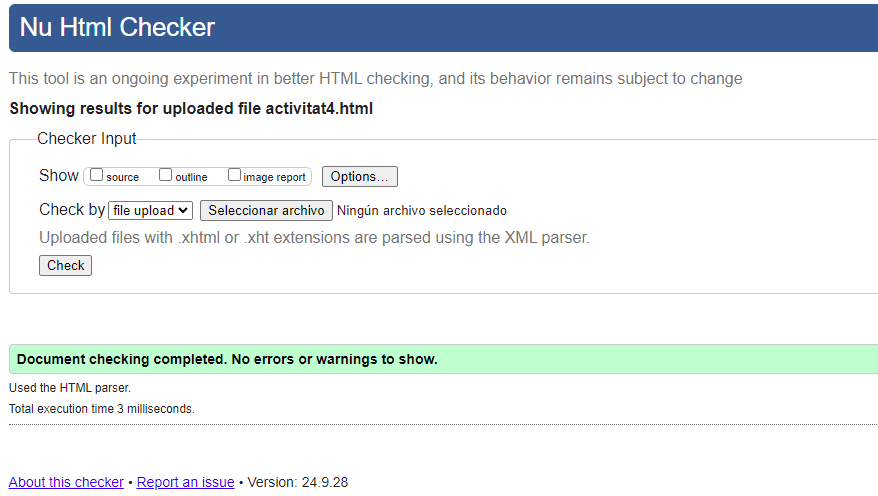 Nu Html Checker
This tool is an ongoing experiment in better HTML checking, and its behavior remains subject to change
Showing results for uploaded file activitat4.html
Checker Input
Show source outline image report Options...
Check by file upload Seleccionar archivo Ningún archivo seleccionado
Uploaded files with .xhtml or .xht extensions are parsed using the XML parser.
Check
Document checking completed. No errors or warnings to show.
Used the HTML parser.
Total execution time 3 milliseconds.
About this checker • Report an issue • Version: 24.9.28